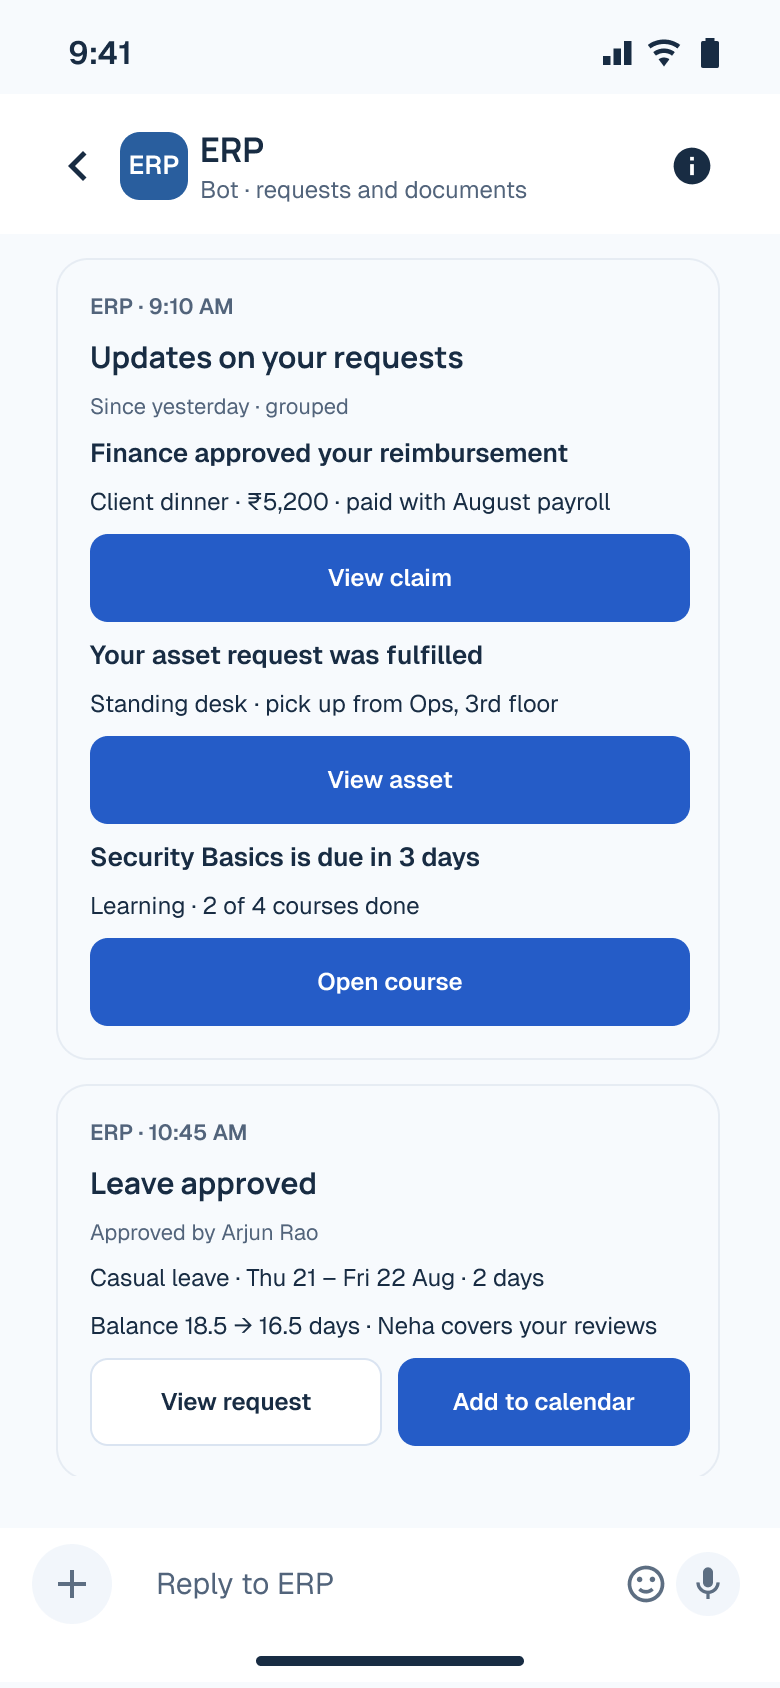 9:41
ERP
ERP
Bot · requests and documents
ERP · 9:10 AM
Updates on your requests
Since yesterday · grouped
Finance approved your reimbursement
Client dinner · ₹5,200 · paid with August payroll
View claim
Your asset request was fulfilled
Standing desk · pick up from Ops, 3rd floor
View asset
Security Basics is due in 3 days
Learning · 2 of 4 courses done
Open course
ERP · 10:45 AM
Leave approved
Approved by Arjun Rao
Casual leave · Thu 21 – Fri 22 Aug · 2 days
Balance 18.5 → 16.5 days · Neha covers your reviews
View request
Add to calendar
Reply to ERP